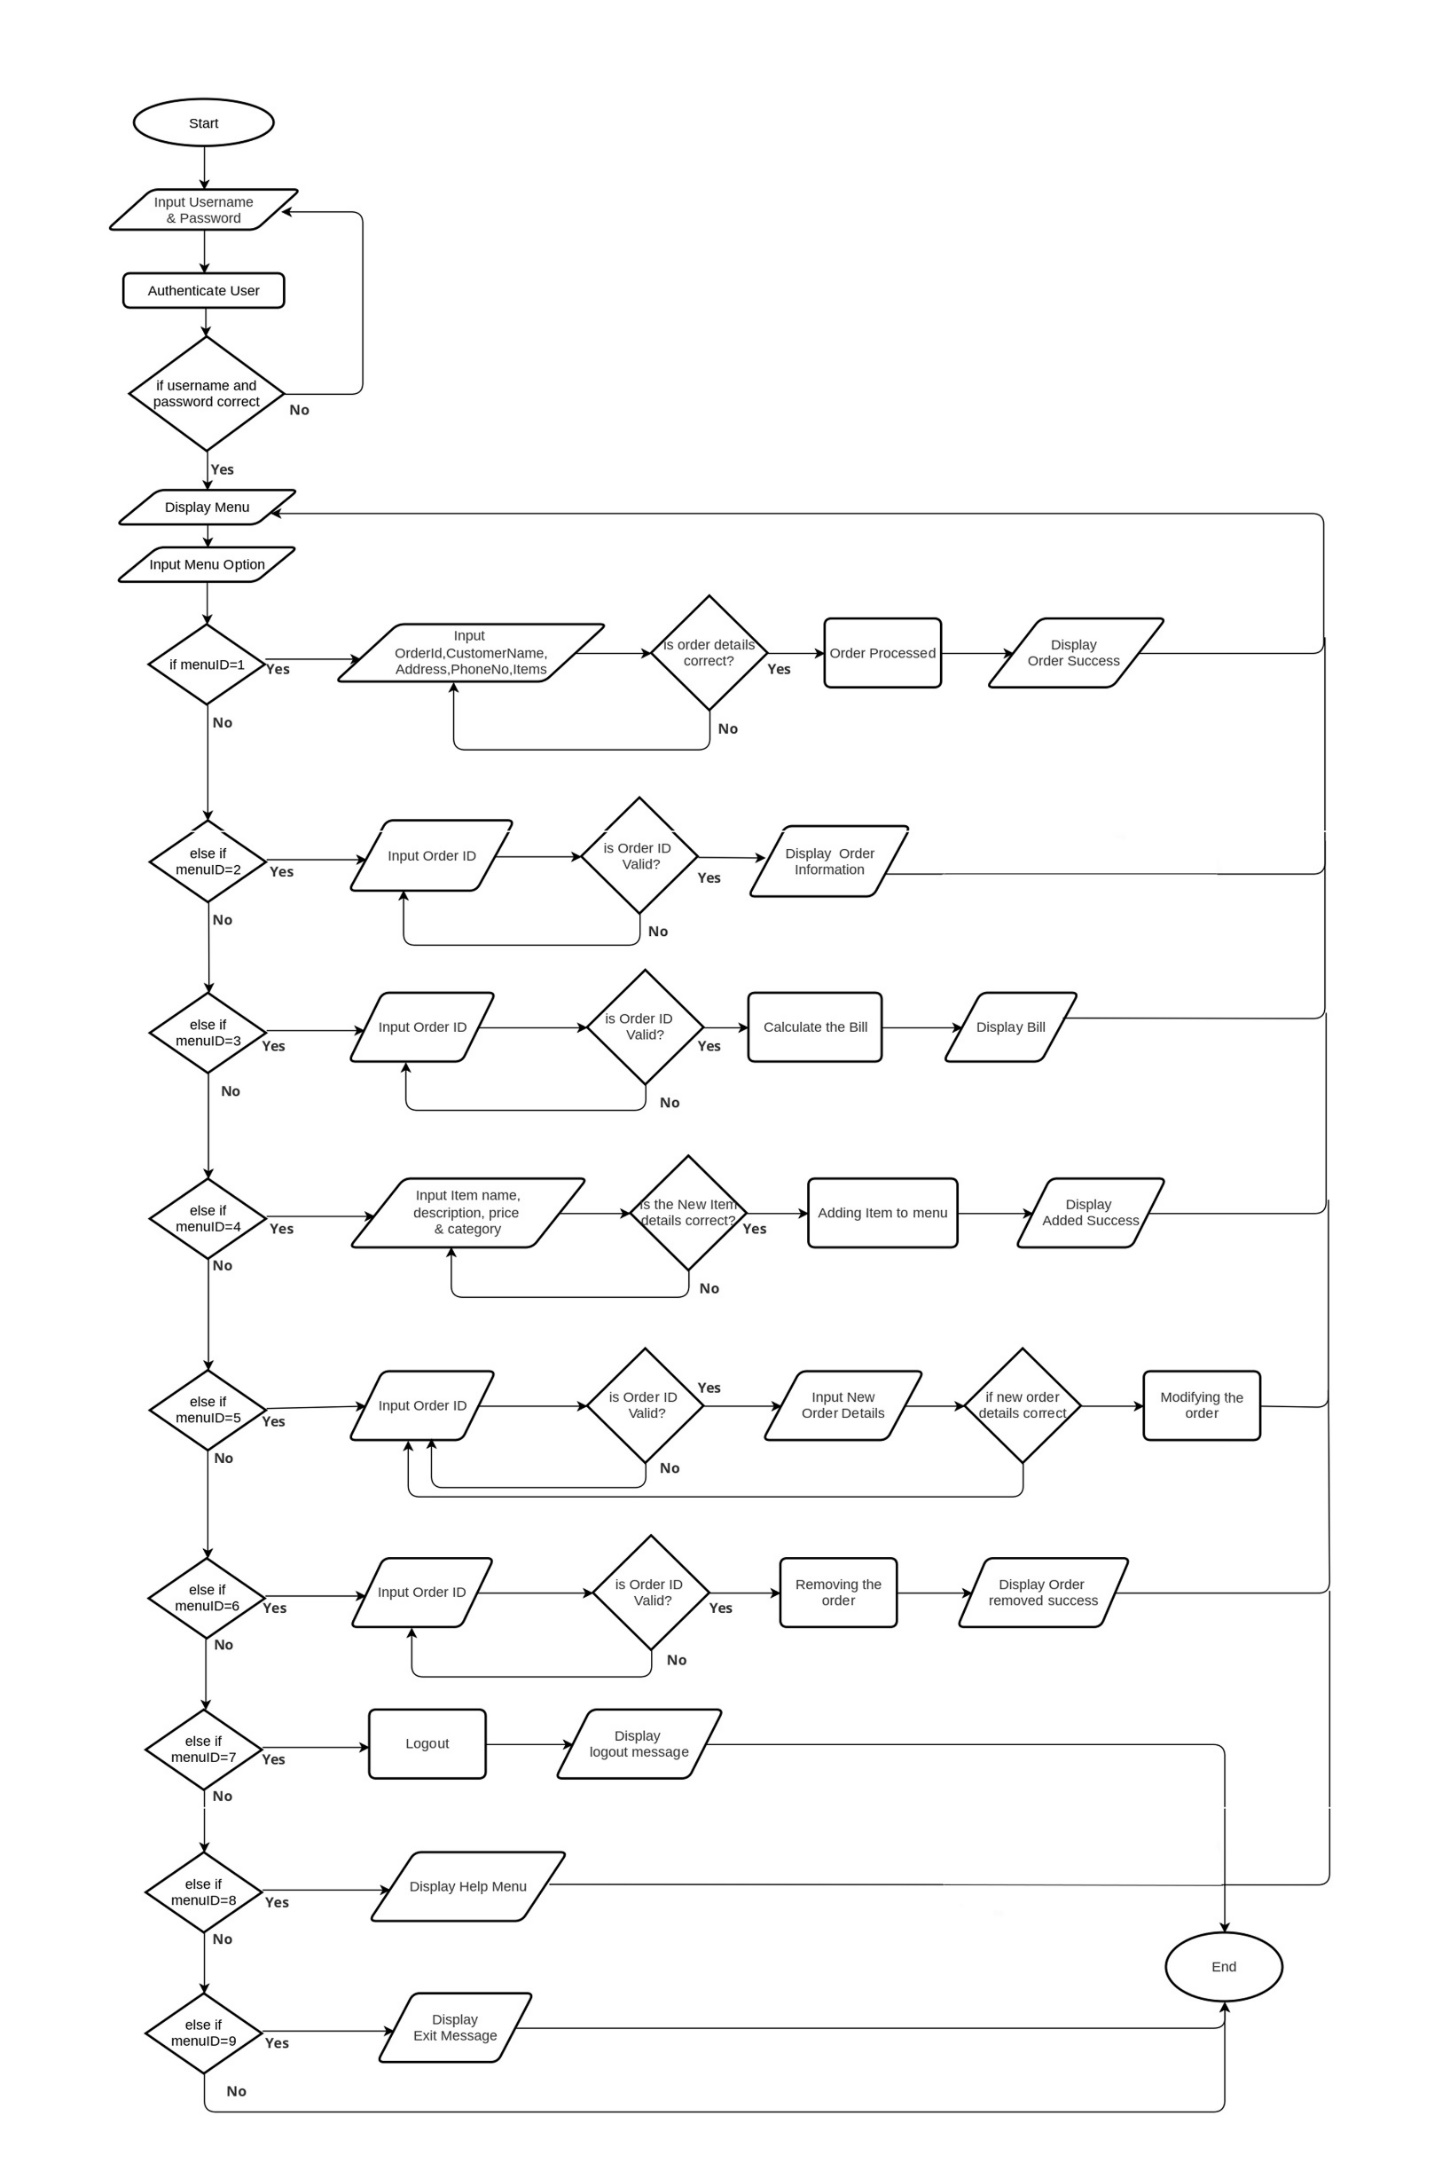 Start
Input Username
& Password
Authenticate User
if username and
password correct
No
Yes
Display Menu
Input Menu Option
if menuID=1
Yes
Input
OrderId,CustomerName,
Address,PhoneNo,Items
Is order details
correct?
Yes
Order Processed
Display
Order Success
No
No
else if
menuID=2
Yes
Input Order ID
is Order ID
Valid?
Yes
Display Order
Information
No
No
else if
menuID=3
Yes
Input Order ID
is Order ID
Valid?
Yes
Calculate the Bill
Display Bill
No
No
else if
menuID=4
Yes
Input Item name,
description, price
& category
Is the New Item
details correct?
Yes
Adding Item to menu
Display
Added Success
No
No
else if
menuID=5
Yes
Input Order ID
is Order ID
Valid?
Yes
Input New
Order Details
if new order
details correct
Modifying the
order
No
No
else if
menuID=6
Yes
Input Order ID
is Order ID
Valid?
Yes
Removing the
order
Display Order
removed success
No
No
else if
menuID=7
Yes
Logout
Display
logout message
No
else if
menuID=8
Yes
Display Help Menu
No
End
else if
menuID=9
Yes
Display
Exit Message
No